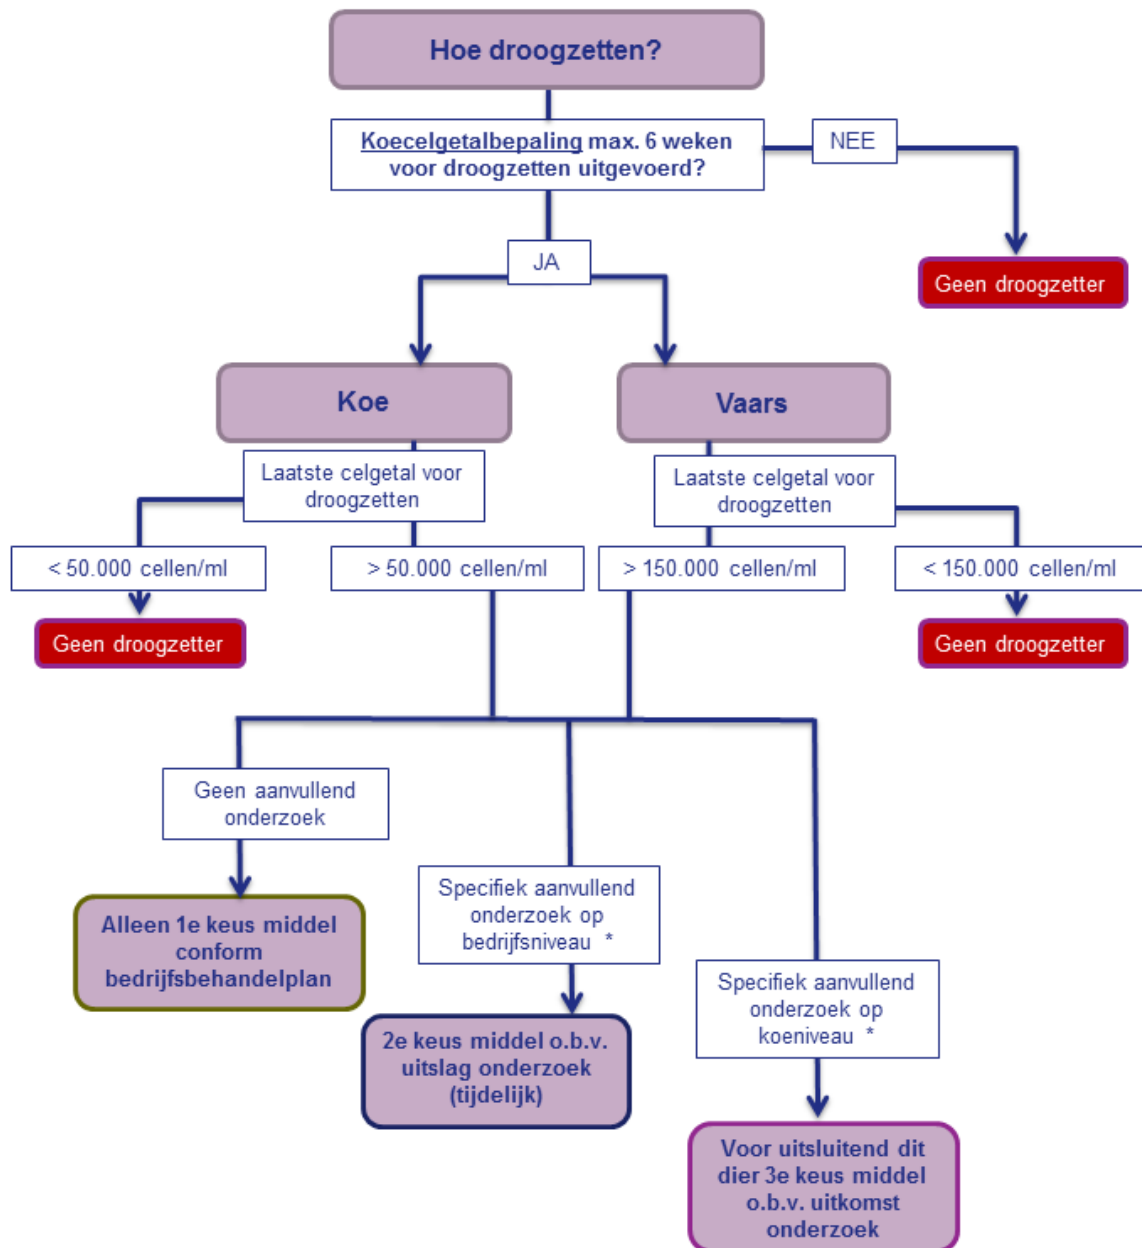 Hoe droogzetten?
Koecelgetalbepaling max. 6 weken
voor droogzetten uitgevoerd?
NEE
JA
Geen droogzetter
Koe
Vaars
Laatste celgetal voor
droogzetten
Laatste celgetal voor
droogzetten
< 50.000 cellen/ml
> 50.000 cellen/ml
> 150.000 cellen/ml
< 150.000 cellen/ml
Geen droogzetter
Geen droogzetter
Geen aanvullend
onderzoek
Alleen 1e keus middel
conform
bedrijfsbehandelplan
Specifiek aanvullend
onderzoek op
bedrijfsniveau *
2e keus middel o.b.v.
uitslag onderzoek
(tijdelijk)
Specifiek aanvullend
onderzoek op
koeniveau *
Voor uitsluitend dit
dier 3e keus middel
o.b.v. uitkomst
onderzoek